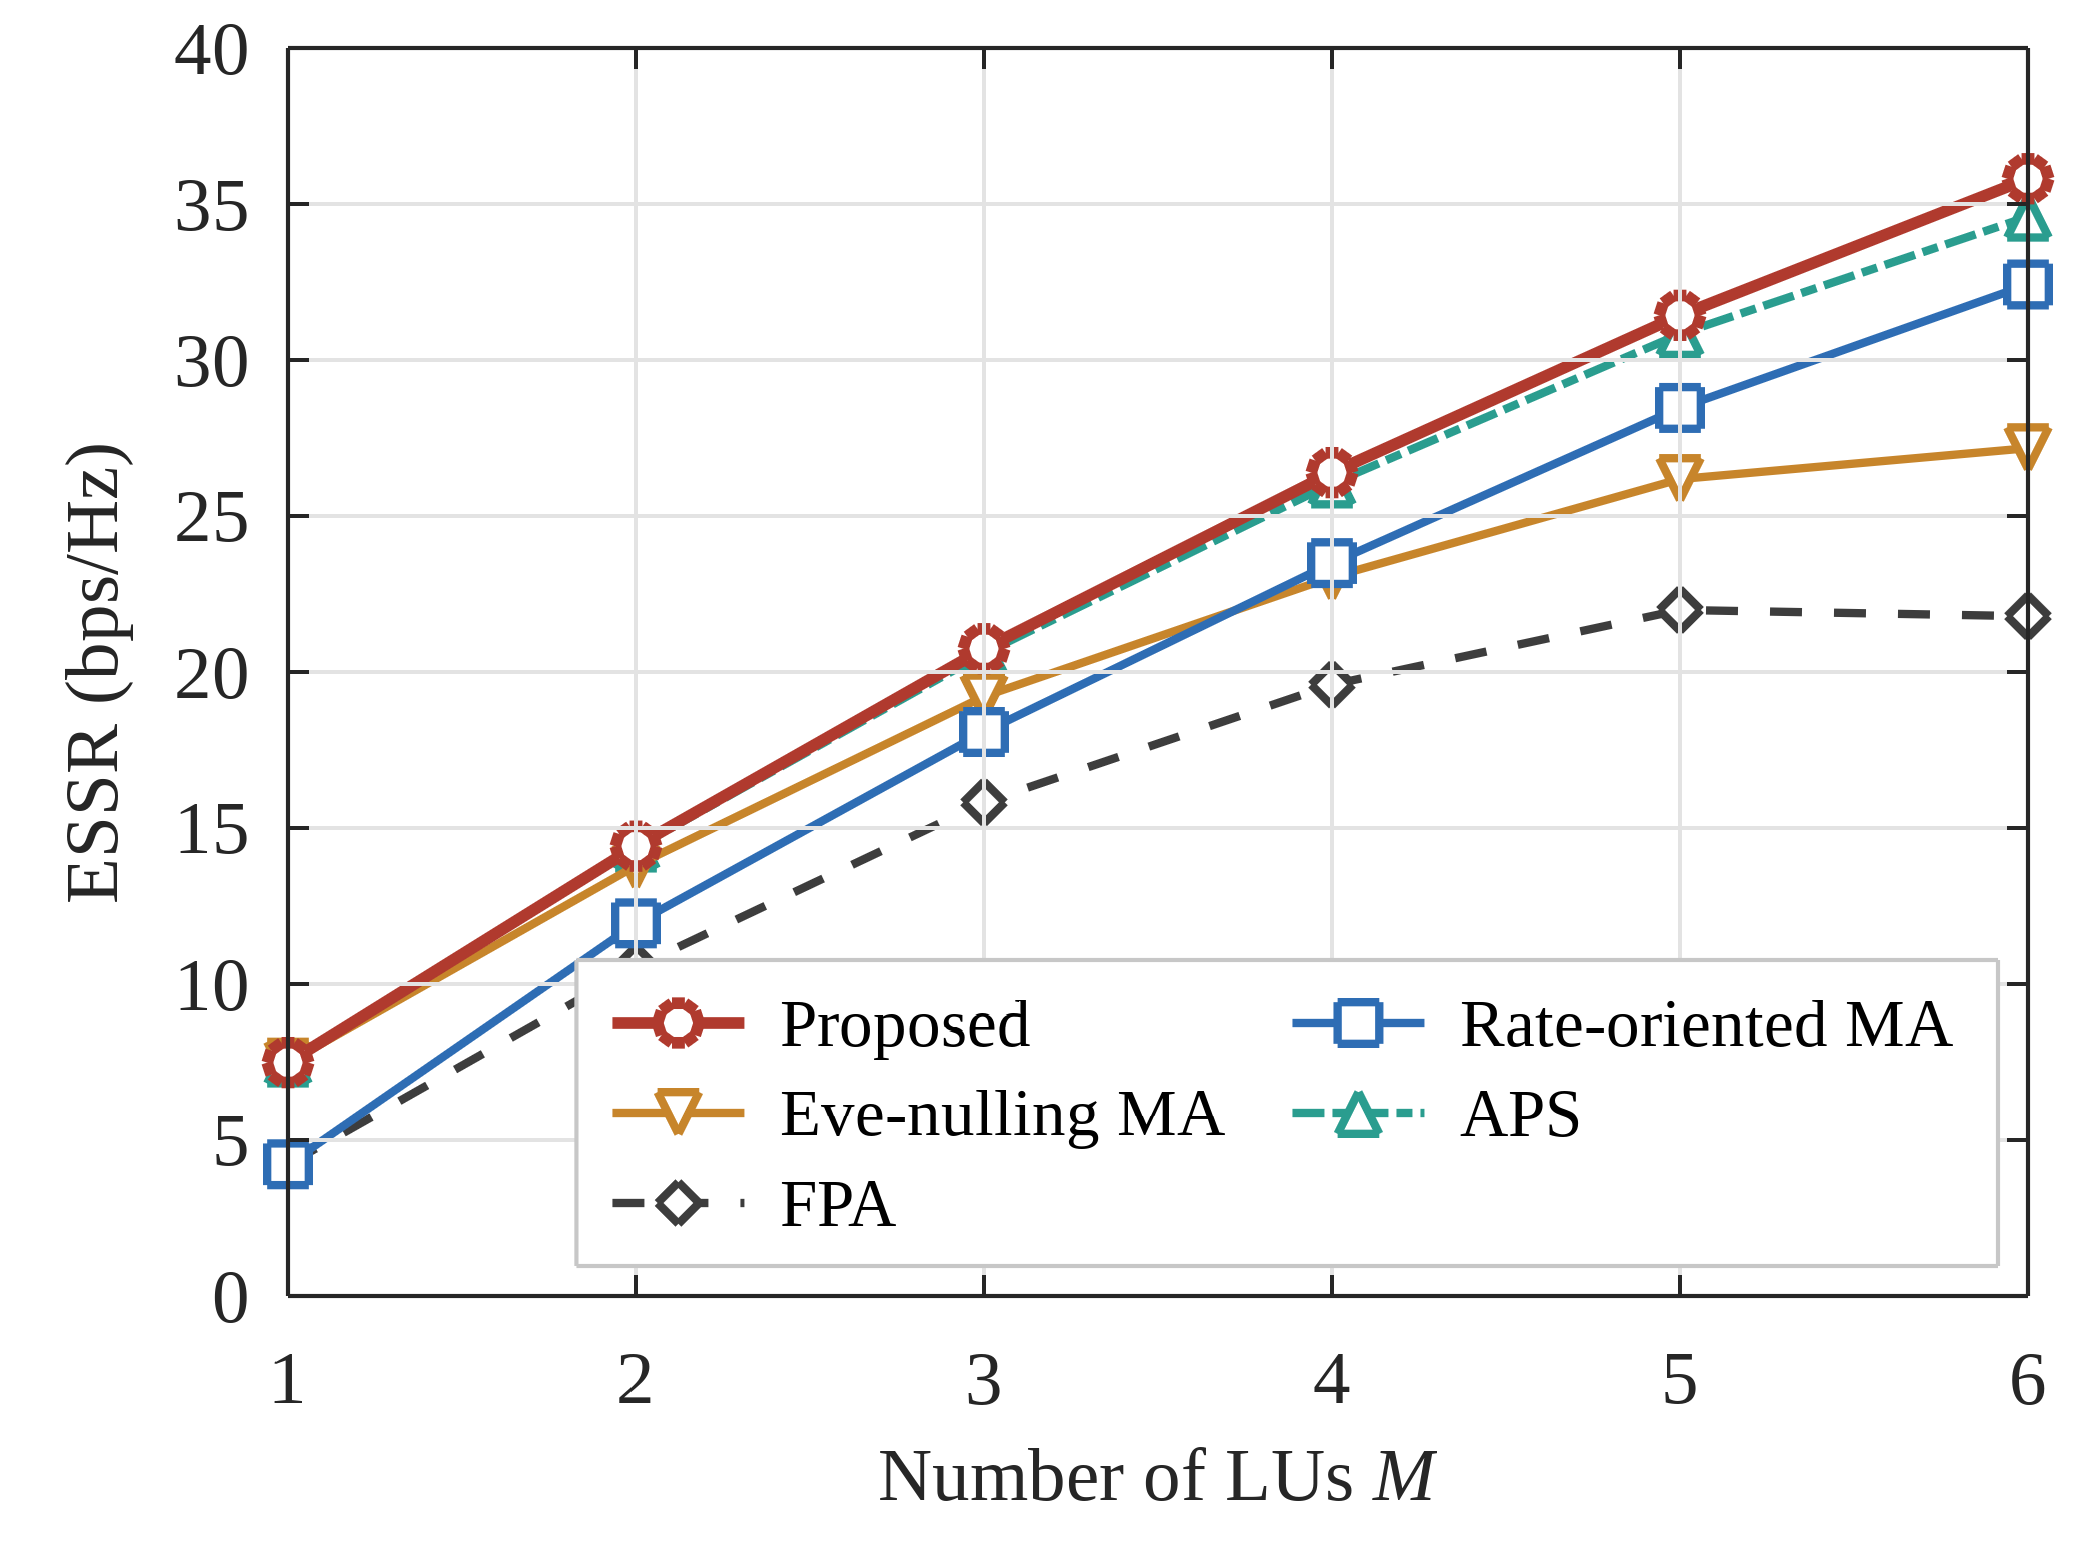 40
35
30
25
20
15
10
5
0
ESSR (bps/Hz)
Proposed
Rate-oriented MA
Eve-nulling MA
APS
FPA
1 2 3 4 5 6
Number of LUs M